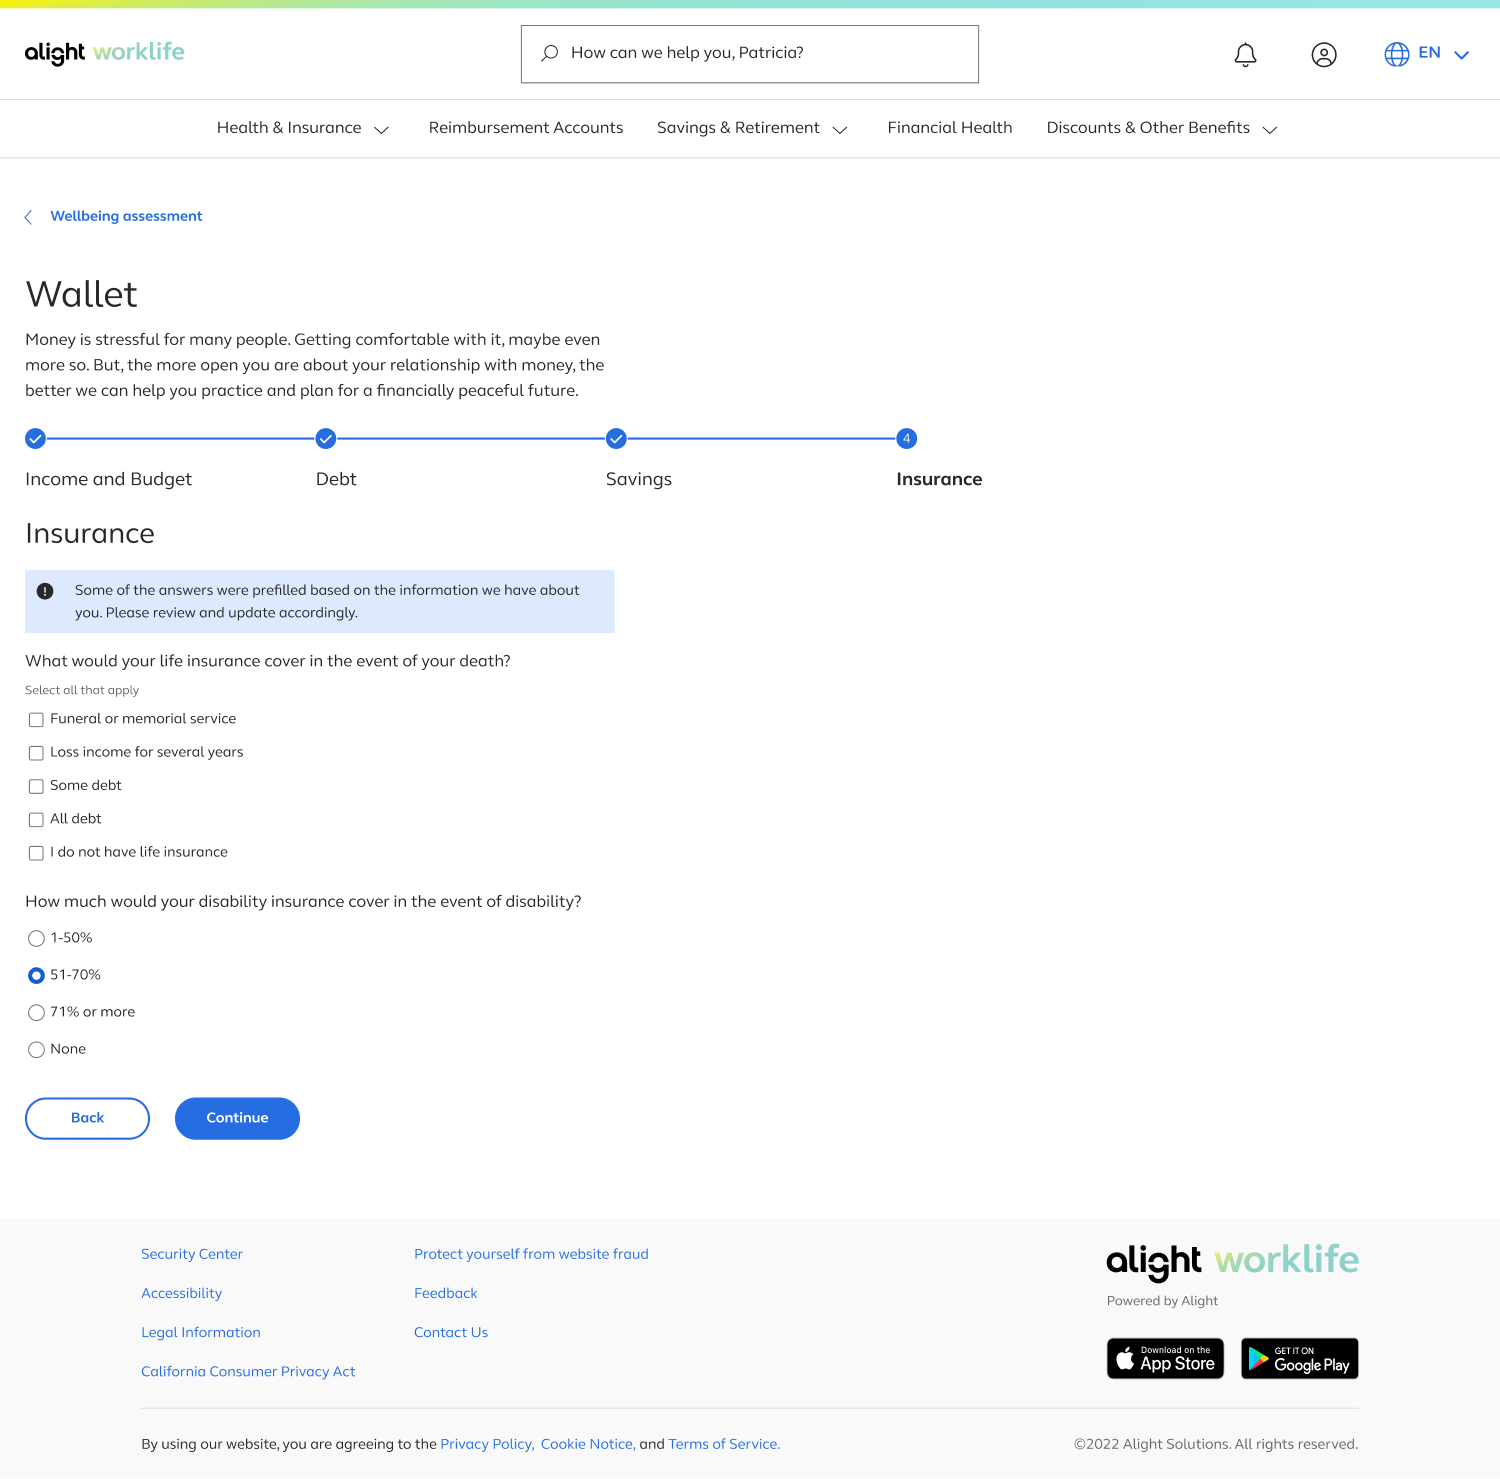 alight worklife
How can we help you, Patricia?
EN
Health & Insurance
Reimbursement Accounts
Savings & Retirement
Financial Health
Discounts & Other Benefits
Wellbeing assessment
Wallet
Money is stressful for many people. Getting comfortable with it, maybe even
more so. But, the more open you are about your relationship with money, the
better we can help you practice and plan for a financially peaceful future.
4
Income and Budget
Debt
Savings
Insurance
Insurance
Some of the answers were prefilled based on the information we have about
you. Please review and update accordingly.
What would your life insurance cover in the event of your death?
Select all that apply
Funeral or memorial service
Loss income for several years
Some debt
All debt
I do not have life insurance
How much would your disability insurance cover in the event of disability?
1-50%
51-70%
71% or more
None
Back
Continue
Security Center
Protect yourself from website fraud
Accessibility
Feedback
Legal Information
Contact Us
California Consumer Privacy Act
alight worklife
Powered by Alight
Download on the
App Store
GET IT ON
Google Play
By using our website, you are agreeing to the Privacy Policy, Cookie Notice, and Terms of Service.
©2022 Alight Solutions. All rights reserved.